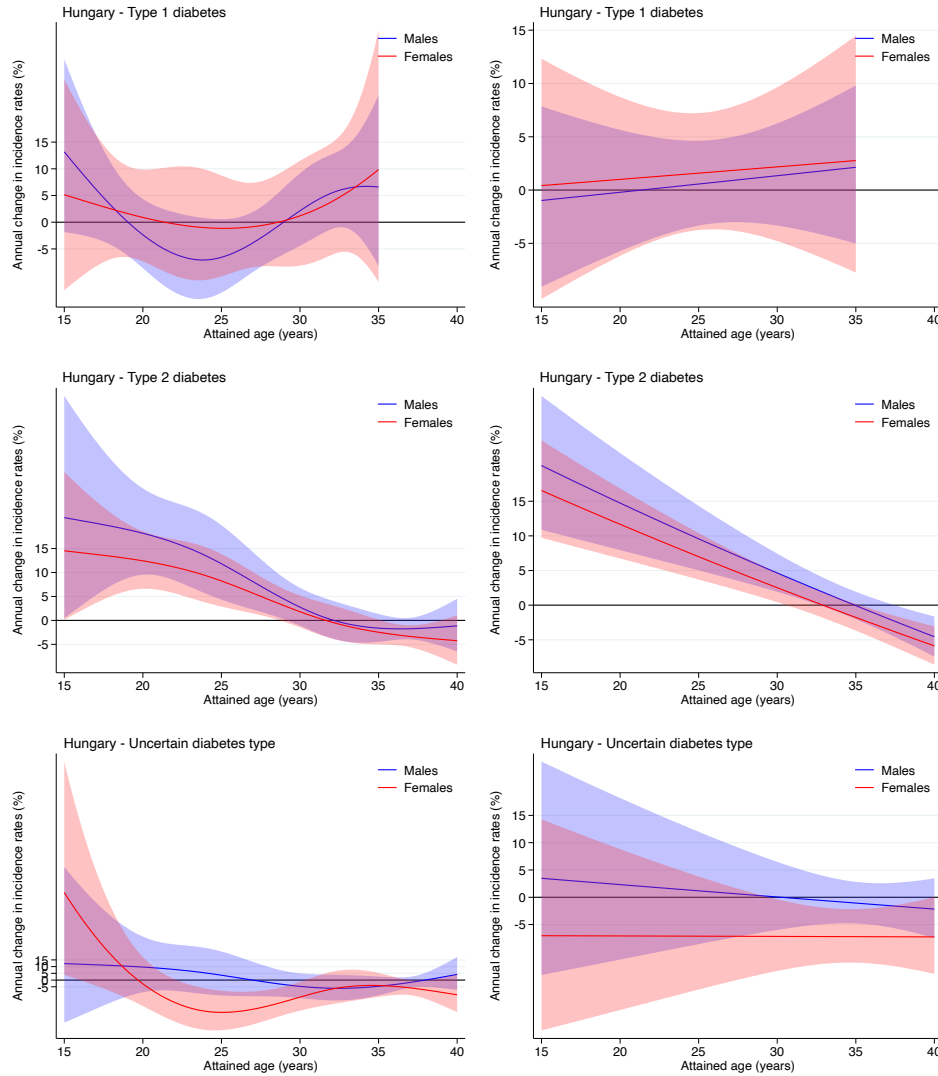 Hungary - Type 1 diabetes
Males
Females
Annual change in incidence rates (%)
15
10
5
0
-5
15 20 25 30 35 40
Attained age (years)
Hungary - Type 1 diabetes
Males
Females
Annual change in incidence rates (%)
15
10
5
0
-5
15 20 25 30 35 40
Attained age (years)
Hungary - Type 2 diabetes
Males
Females
Annual change in incidence rates (%)
15
10
5
0
-5
15 20 25 30 35 40
Attained age (years)
Hungary - Type 2 diabetes
Males
Females
Annual change in incidence rates (%)
15
10
5
0
-5
15 20 25 30 35 40
Attained age (years)
Hungary - Uncertain diabetes type
Males
Females
Annual change in incidence rates (%)
15
10
5
0
-5
15 20 25 30 35 40
Attained age (years)
Hungary - Uncertain diabetes type
Males
Females
Annual change in incidence rates (%)
15
10
5
0
-5
15 20 25 30 35 40
Attained age (years)